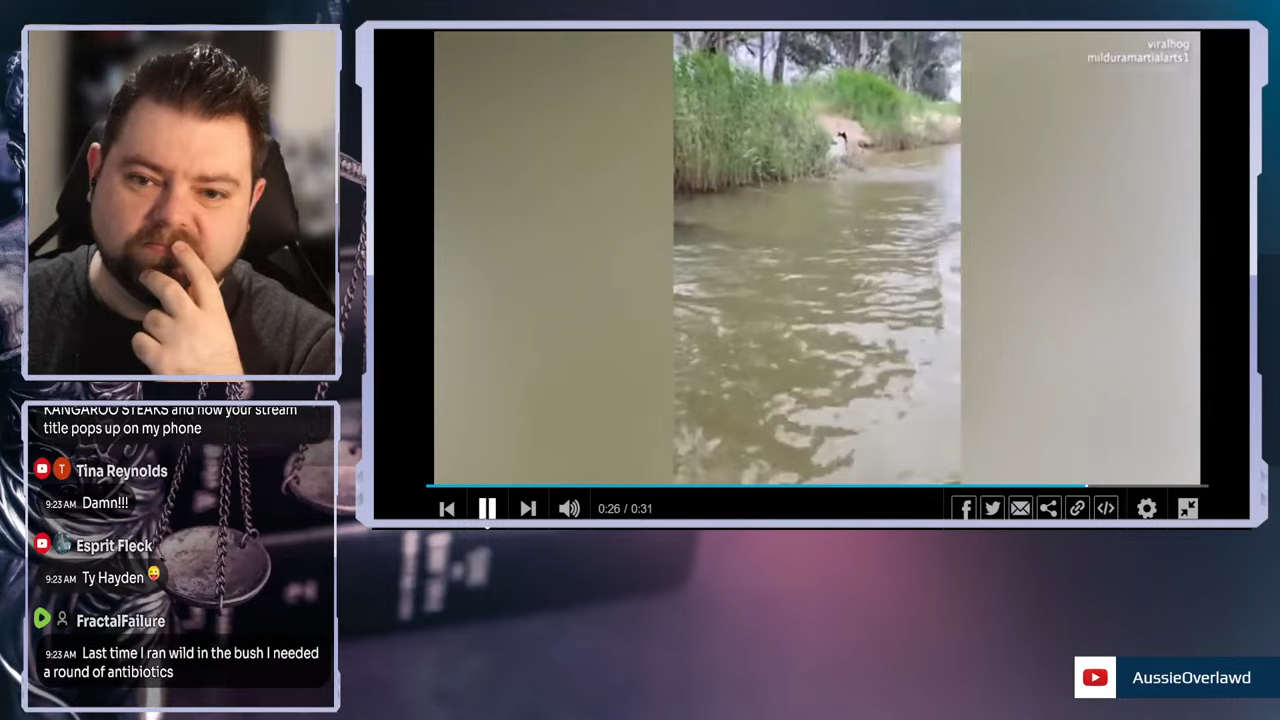 viralhog
milduramartialarts1
KANGAROO STEAKS and now your stream
title pops up on my phone
T Tina Reynolds
9:23 AM Damn!!!
Esprit Fleck
9:23 AM Ty Hayden 😜
FractalFailure
9:23 AM Last time I ran wild in the bush I needed
a round of antibiotics
0:26 / 0:31
AussieOverlawd